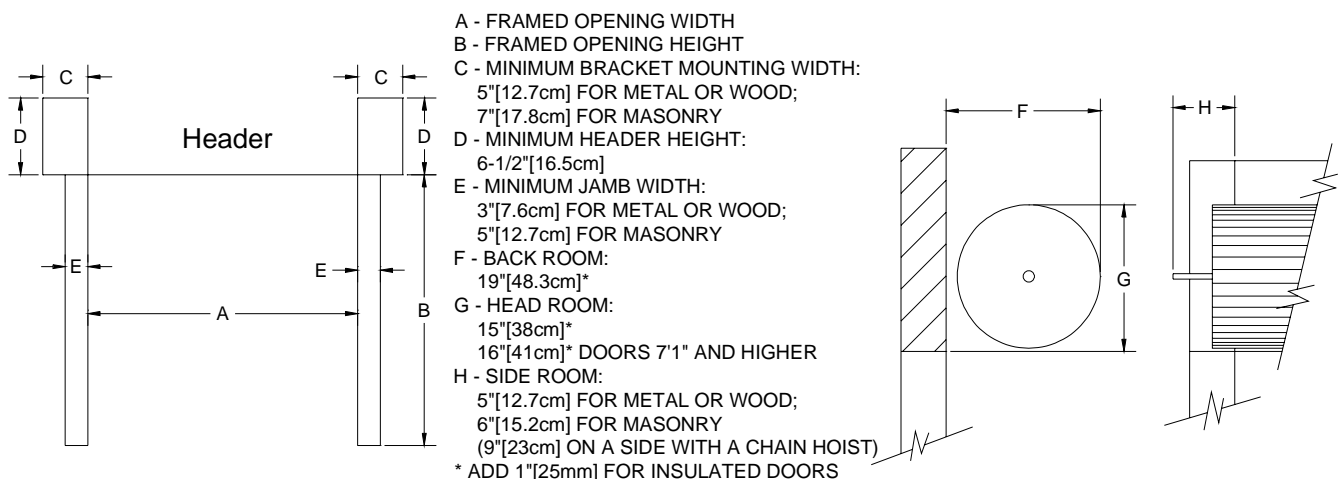 A - FRAMED OPENING WIDTH
B - FRAMED OPENING HEIGHT
C - MINIMUM BRACKET MOUNTING WIDTH:
5"[12.7cm] FOR METAL OR WOOD;
7"[17.8cm] FOR MASONRY
D - MINIMUM HEADER HEIGHT:
6-1/2"[16.5cm]
E - MINIMUM JAMB WIDTH:
3"[7.6cm] FOR METAL OR WOOD;
5"[12.7cm] FOR MASONRY
F - BACK ROOM:
19"[48.3cm]*
G - HEAD ROOM:
15"[38cm]*
16"[41cm]* DOORS 7'1" AND HIGHER
H - SIDE ROOM:
5"[12.7cm] FOR METAL OR WOOD;
6"[15.2cm] FOR MASONRY
(9"[23cm] ON A SIDE WITH A CHAIN HOIST)
* ADD 1"[25mm] FOR INSULATED DOORS
C
C
D
Header
D
E
E
A
B
F
G
H